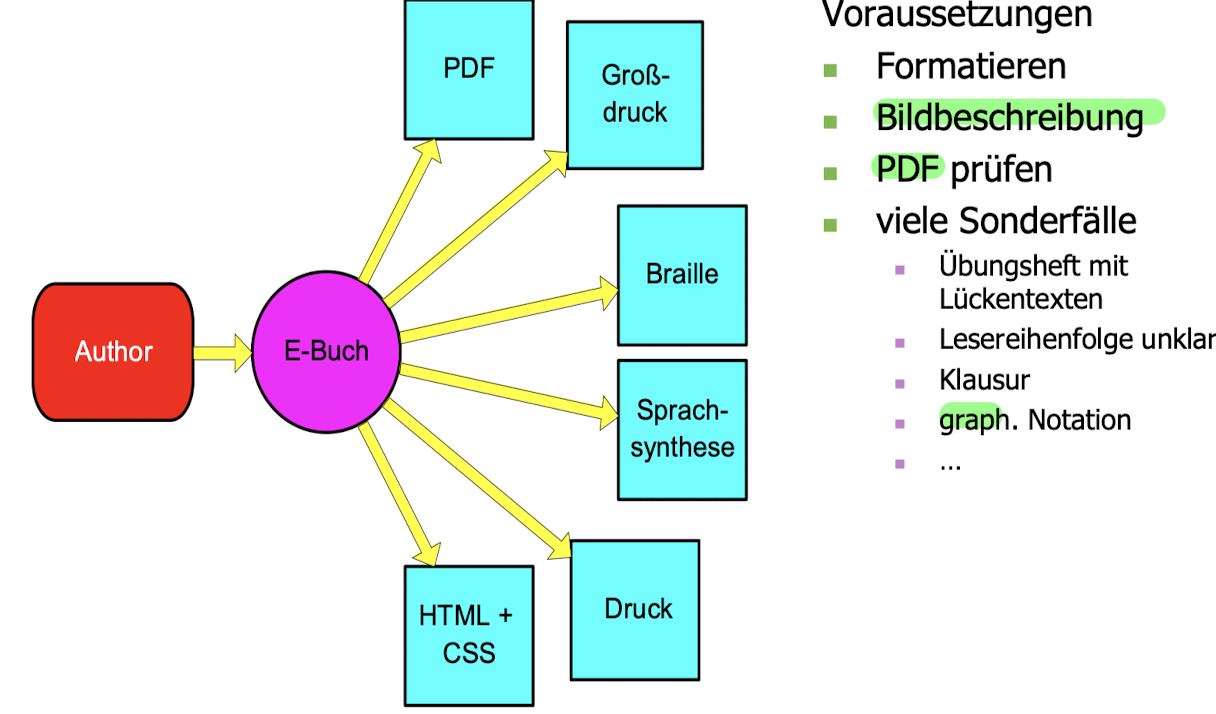 Author
E-Buch
PDF
Groß-
druck
Braille
Sprach-
synthese
Druck
HTML +
CSS
Voraussetzungen
Formatieren
Bildbeschreibung
PDF prüfen
viele Sonderfälle
Übungsheft mit
Lückentexten
Lesereihenfolge unklar
Klausur
graph. Notation
...